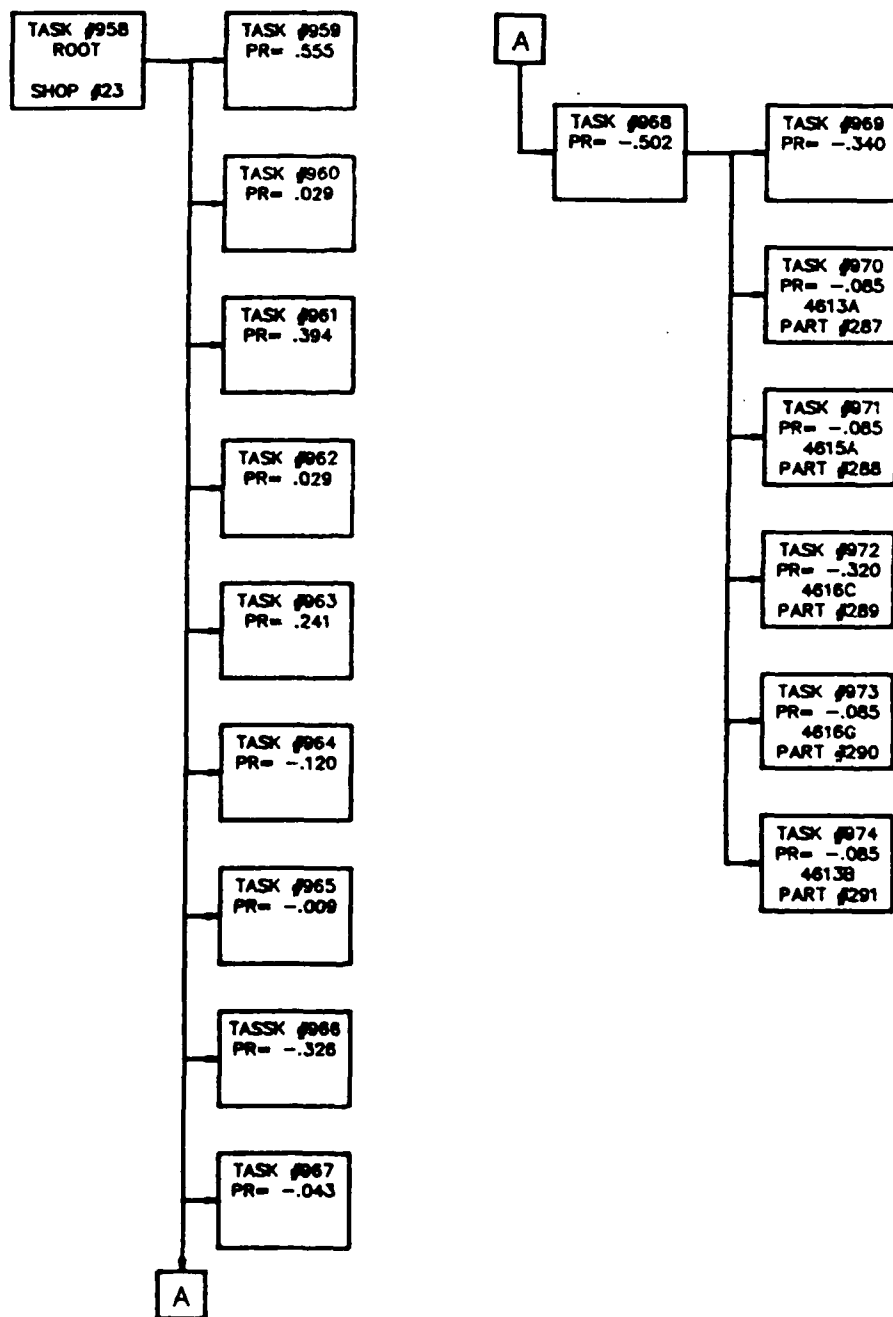 TASK #958
ROOT
SHOP #23
TASK #959
PR= .555
TASK #960
PR= .029
TASK #961
PR= .394
TASK #962
PR= .029
TASK #963
PR= .241
TASK #964
PR= -.120
TASK #965
PR= -.009
TASSK #966
PR= -.326
TASK #967
PR= -.043
A
A
TASK #968
PR= -.502
TASK #969
PR= -.340
TASK #970
PR= -.085
4613A
PART #287
TASK #971
PR= -.085
4615A
PART #288
TASK #972
PR= -.320
4616C
PART #289
TASK #973
PR= -.085
4616G
PART #290
TASK #974
PR= -.085
4613B
PART #291